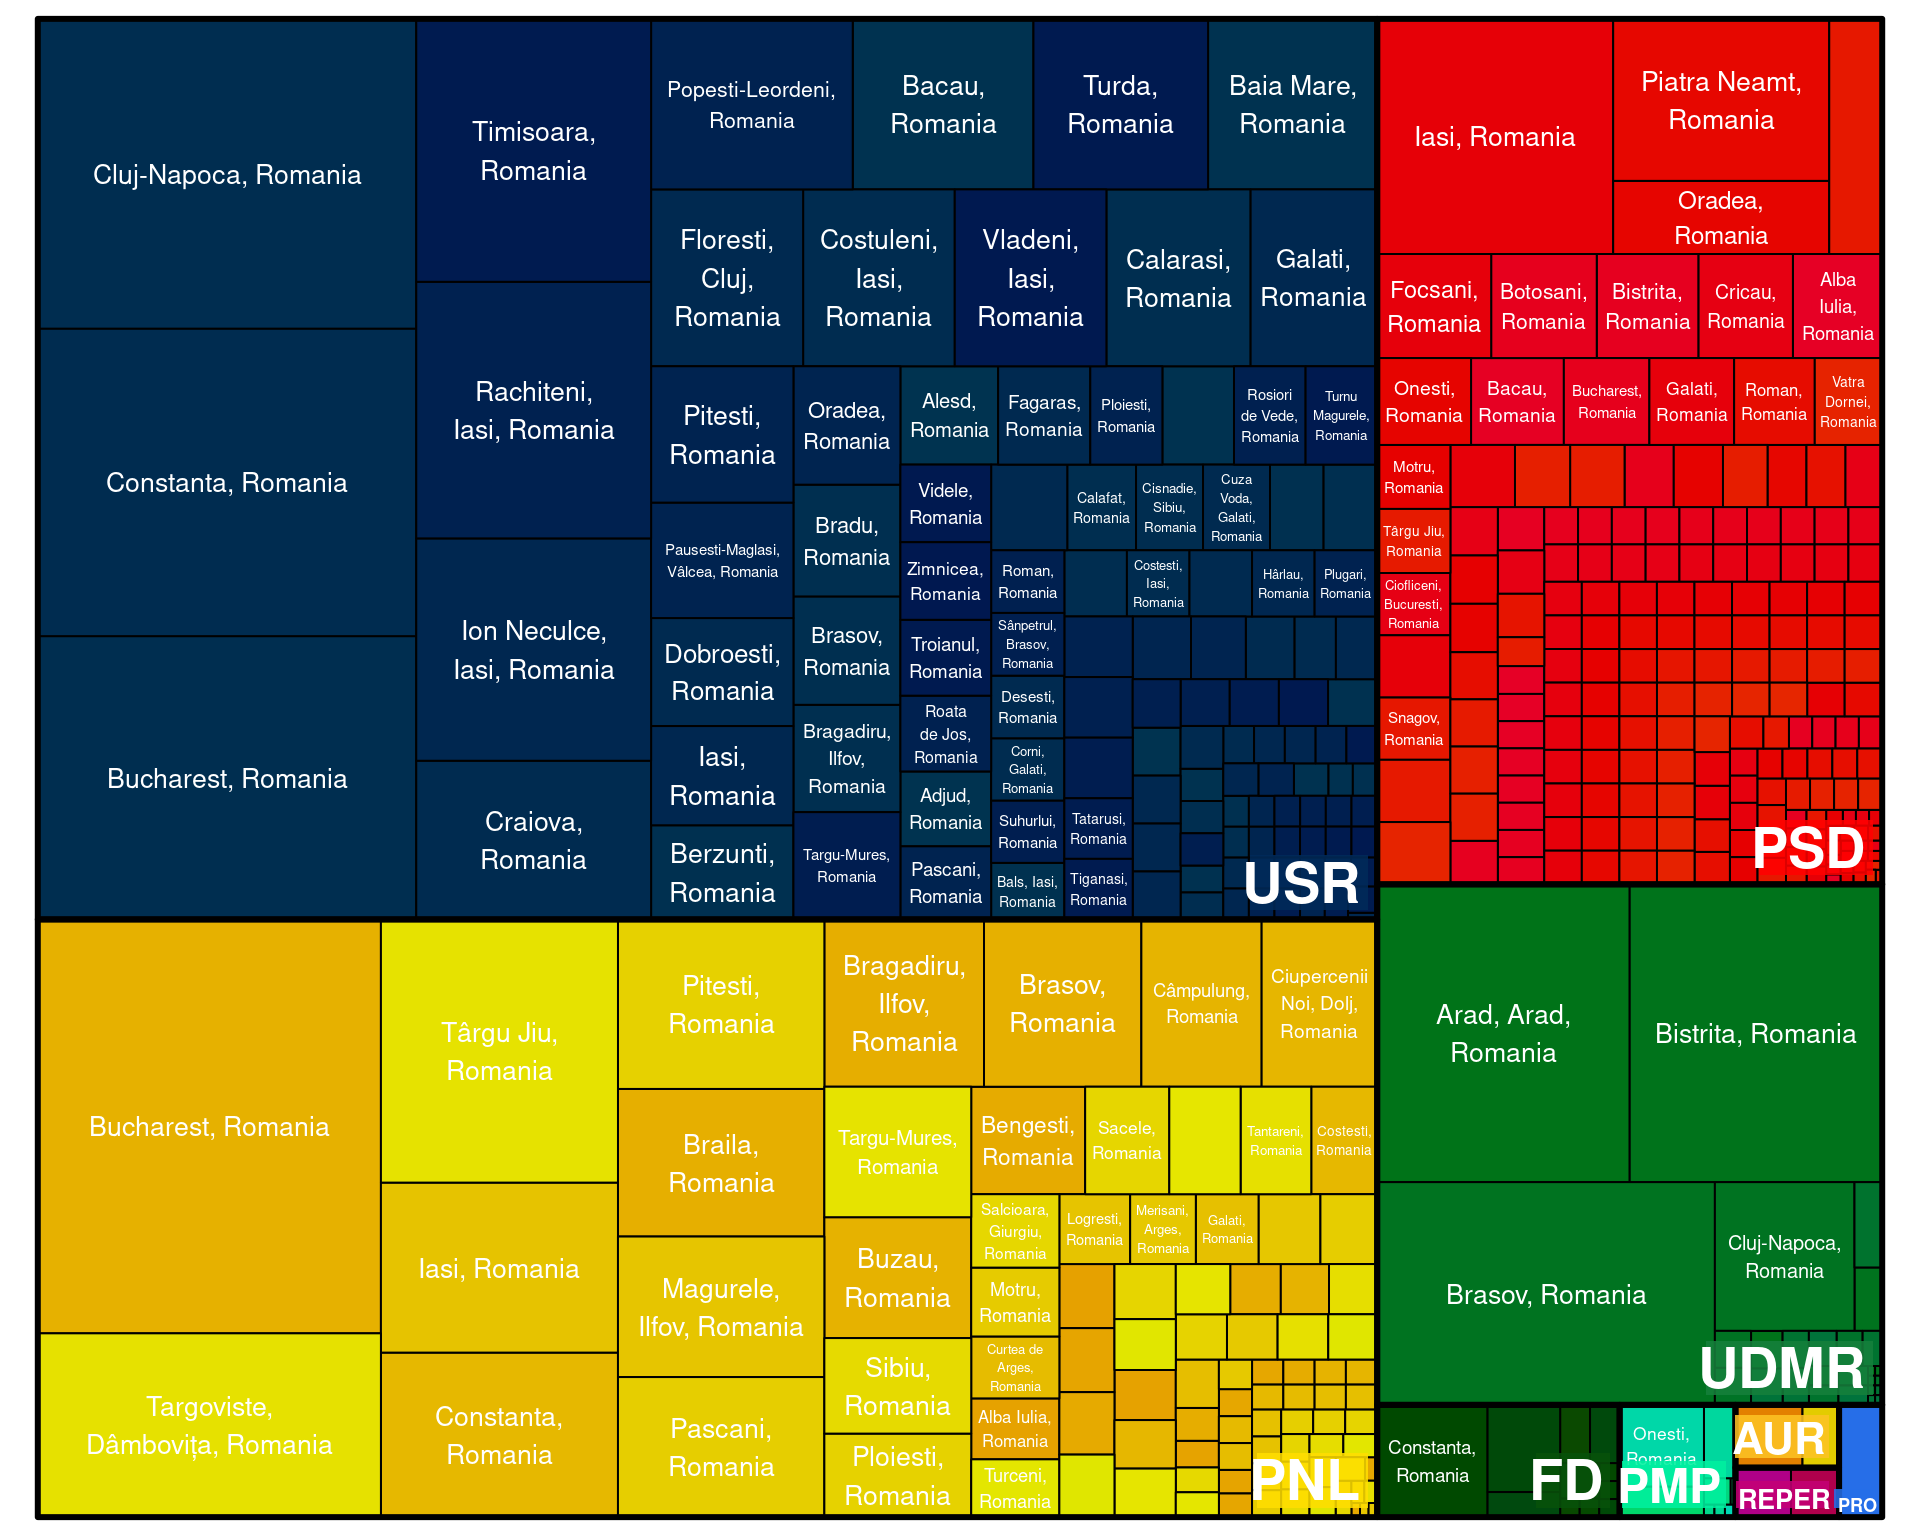 Cluj-Napoca, Romania
Constanta, Romania
Bucharest, Romania
Timisoara,
Romania
Rachiteni,
Iasi, Romania
Ion Neculce,
Iasi, Romania
Craiova,
Romania
Popesti-Leordeni,
Romania
Bacau,
Romania
Turda,
Romania
Baia Mare,
Romania
Floresti,
Cluj,
Romania
Costuleni,
Iasi,
Romania
Vladeni,
Iasi,
Romania
Calarasi,
Romania
Galati,
Romania
Pitesti,
Romania
Pausesti-Maglasi,
Vâlcea, Romania
Dobroesti,
Romania
Iasi,
Romania
Berzunti,
Romania
Oradea,
Romania
Bradu,
Romania
Brasov,
Romania
Bragadiru,
Ilfov,
Romania
Targu-Mures,
Romania
Alesd,
Romania
Fagaras,
Romania
Ploiesti,
Romania
Rosiori
de Vede,
Romania
Turnu
Magurele,
Romania
Videle,
Romania
Zimnicea,
Romania
Troianul,
Romania
Roata
de Jos,
Romania
Adjud,
Romania
Pascani,
Romania
Calafat,
Romania
Cisnadie,
Sibiu,
Romania
Cuza
Voda,
Galati,
Romania
Roman,
Romania
Costesti,
Iasi,
Romania
Hârlau,
Romania
Plugari,
Romania
Sânpetrul,
Brasov,
Romania
Desesti,
Romania
Corni,
Galati,
Romania
Suhurlui,
Romania
Bals, Iasi,
Romania
Tatarusi,
Romania
Tiganasi,
Romania
USR
Iasi, Romania
Piatra Neamt,
Romania
Oradea,
Romania
Focsani,
Romania
Botosani,
Romania
Bistrita,
Romania
Cricau,
Romania
Alba
Iulia,
Romania
Onesti,
Romania
Bacau,
Romania
Bucharest,
Romania
Galati,
Romania
Roman,
Romania
Vatra
Dornei,
Romania
Motru,
Romania
Târgu Jiu,
Romania
Ciofliceni,
Bucuresti,
Romania
Snagov,
Romania
PSD
Bucharest, Romania
Targoviste,
Dâmbovița, Romania
Târgu Jiu,
Romania
Iasi, Romania
Constanta,
Romania
Pitesti,
Romania
Braila,
Romania
Magurele,
Ilfov, Romania
Pascani,
Romania
Bragadiru,
Ilfov,
Romania
Brasov,
Romania
Câmpulung,
Romania
Ciupercenii
Noi, Dolj,
Romania
Targu-Mures,
Romania
Buzau,
Romania
Sibiu,
Romania
Ploiesti,
Romania
Bengesti,
Romania
Sacele,
Romania
Tantareni,
Romania
Costesti,
Romania
Salcioara,
Giurgiu,
Romania
Logresti,
Romania
Merisani,
Arges,
Romania
Galati,
Romania
Motru,
Romania
Curtea de
Arges,
Romania
Alba Iulia,
Romania
Turceni,
Romania
PNL
Arad, Arad,
Romania
Bistrita, Romania
Brasov, Romania
Cluj-Napoca,
Romania
UDMR
Constanta,
Romania
FD
Onesti,
Romania
PMP
AUR
REPER
PRO